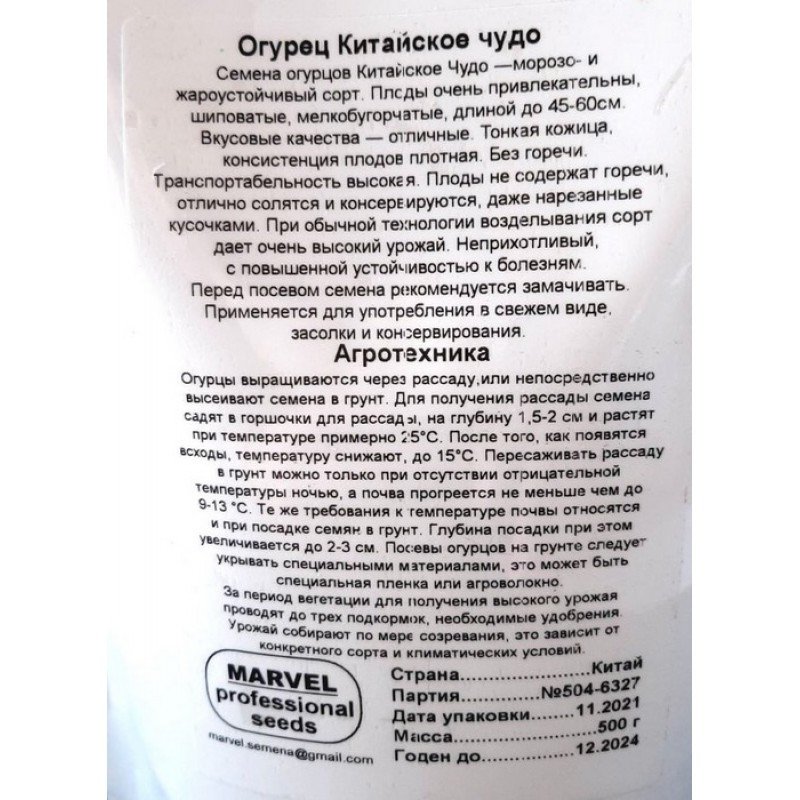 Огурец Китайское чудо
Семена огурцов Китайское Чудо —морозо- и
жароустойчивый сорт. Плоды очень привлекательны,
шиповатые, мелкобугорчатые, длиной до 45-60см.
Вкусовые качества — отличные. Тонкая кожица,
консистенция плодов плотная. Без горечи.
Транспортабельность высокая. Плоды не содержат горечи,
отлично солятся и консервируются, даже нарезанные
кусочками. При обычной технологии возделывания сорт
дает очень высокий урожай. Неприхотливый,
с повышенной устойчивостью к болезням.
Перед посевом семена рекомендуется замачивать.
Применяется для употребления в свежем виде,
засолки и консервирования.
Агротехника
Огурцы выращиваются через рассаду,или непосредственно
высеивают семена в грунт. Для получения рассады семена
садят в горшочки для рассады, на глубину 1,5-2 см и растят
при температуре примерно 25°С. После того, как появятся
всходы, температуру снижают, до 15°С. Пересаживать рассаду
в грунт можно только при отсутствии отрицательной
температуры ночью, а почва прогреется не меньше чем до
9-13 °С. Те же требования к температуре почвы относятся
и при посадке семян в грунт. Глубина посадки при этом
увеличивается до 2-3 см. Посевы огурцов на грунте следует
укрывать специальными материалами, это может быть
специальная пленка или агроволокно.
За период вегетации для получения высокого урожая
проводят до трех подкормок, необходимые удобрения.
Урожай собирают по мере созревания, это зависит от
конкретного сорта и климатических условий.
MARVEL
professional
seeds
marvel.semena@gmail.com
Страна......................Китай
Партия...............№504-6327
Дата упаковки........11.2021
Масса..........................500 г
Годен до.................12.2024